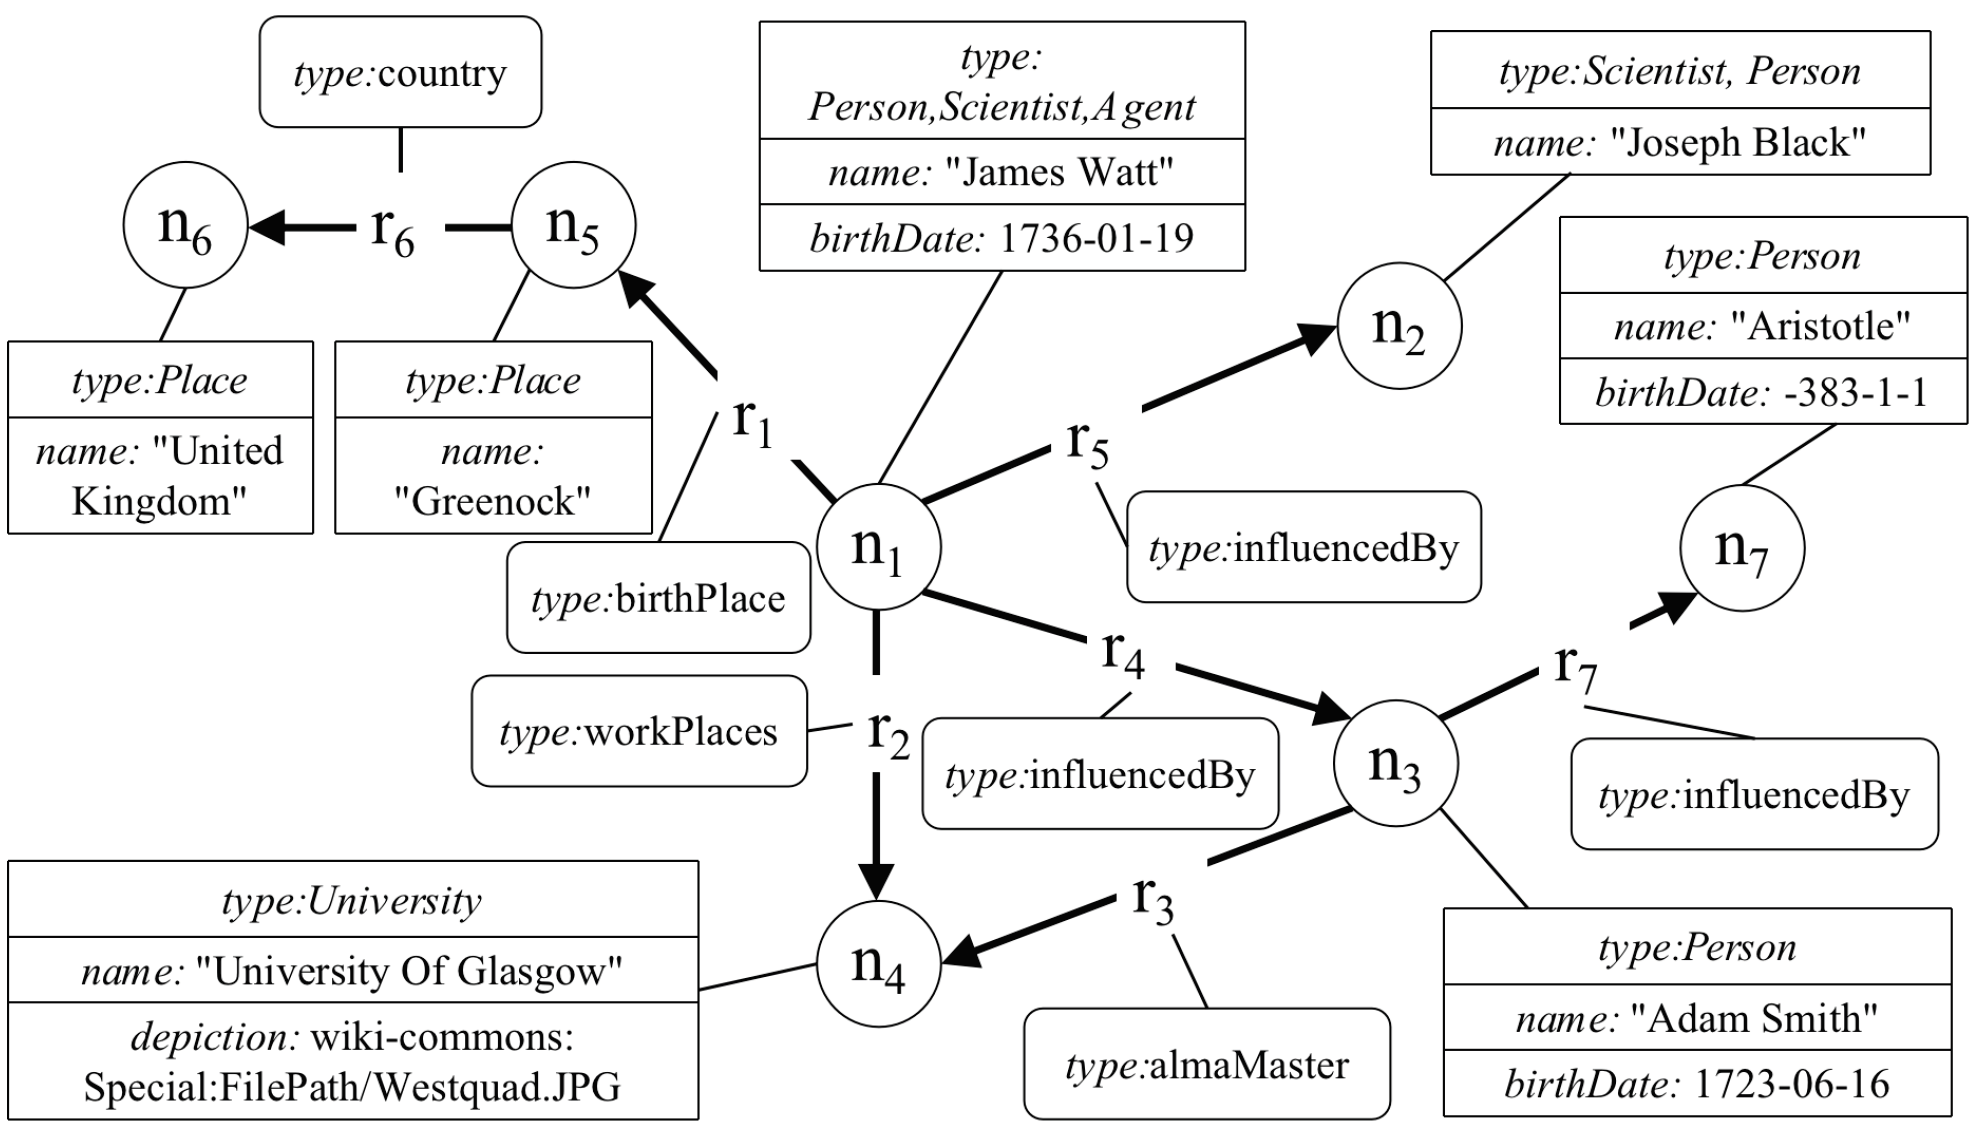 type:country
type:
Person,Scientist,Agent
name: "James Watt"
birthDate: 1736-01-19
type:Scientist, Person
name: "Joseph Black"
n6
r6
n5
type:Person
name: "Aristotle"
birthDate: -383-1-1
n2
type:Place
name: "United
Kingdom"
type:Place
name:
"Greenock"
r1
r5
n1
type:influencedBy
n7
type:birthPlace
r4
r7
type:workPlaces
r2
type:influencedBy
n3
type:influencedBy
type:University
name: "University Of Glasgow"
depiction: wiki-commons:
Special:FilePath/Westquad.JPG
n4
r3
type:almaMaster
type:Person
name: "Adam Smith"
birthDate: 1723-06-16